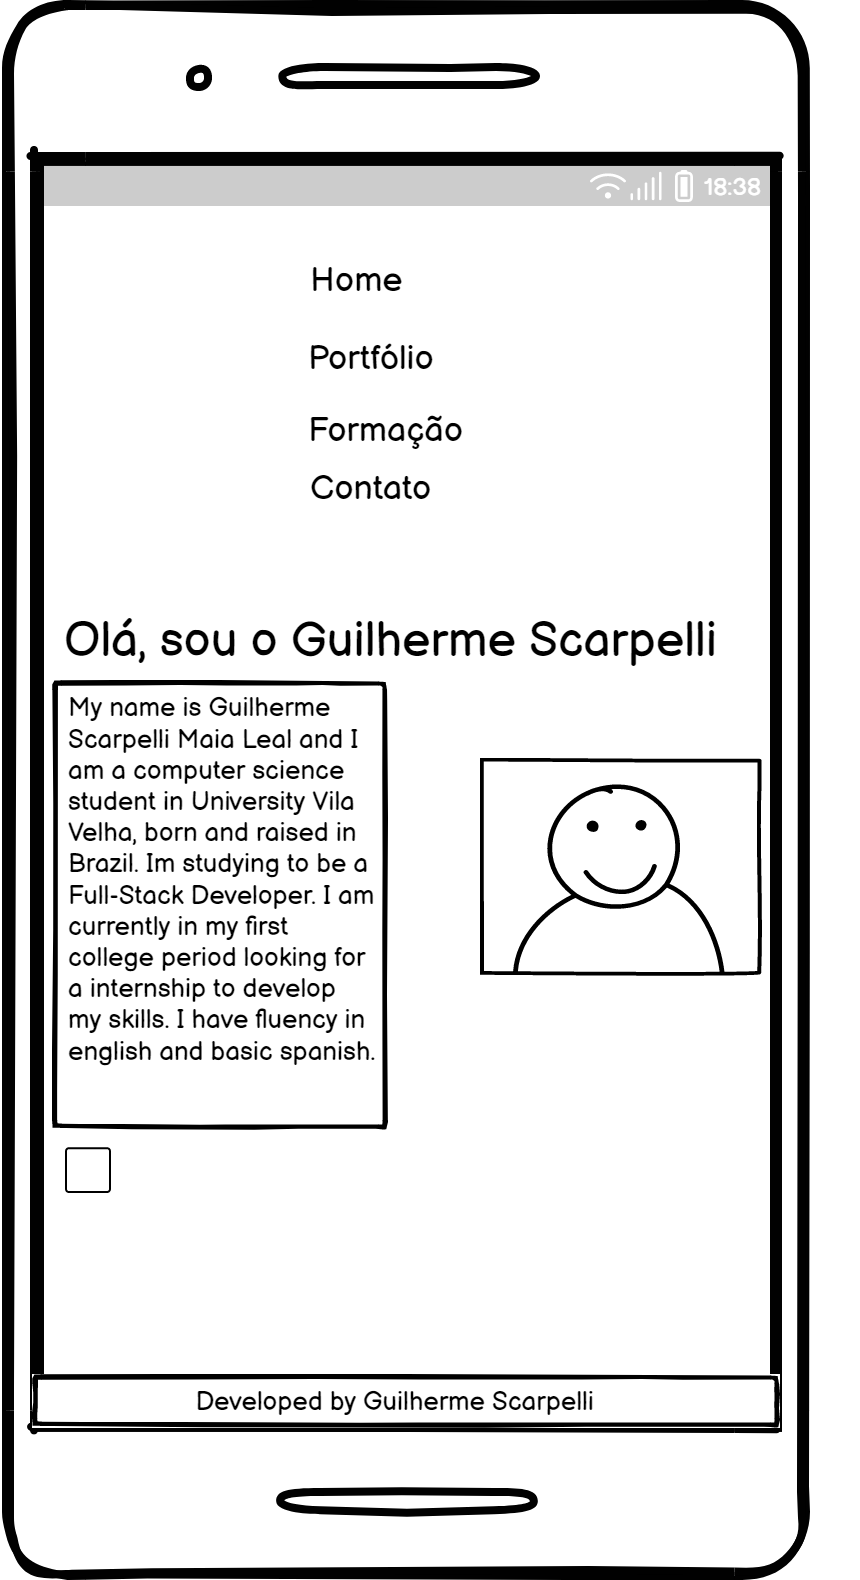 18:38
Home
Portfólio
Formação
Contato
Olá, sou o Guilherme Scarpelli
My name is Guilherme
Scarpelli Maia Leal and I
am a computer science
student in University Vila
Velha, born and raised in
Brazil. Im studying to be a
Full-Stack Developer. I am
currently in my first
college period looking for
a internship to develop
my skills. I have fluency in
english and basic spanish.
Developed by Guilherme Scarpelli